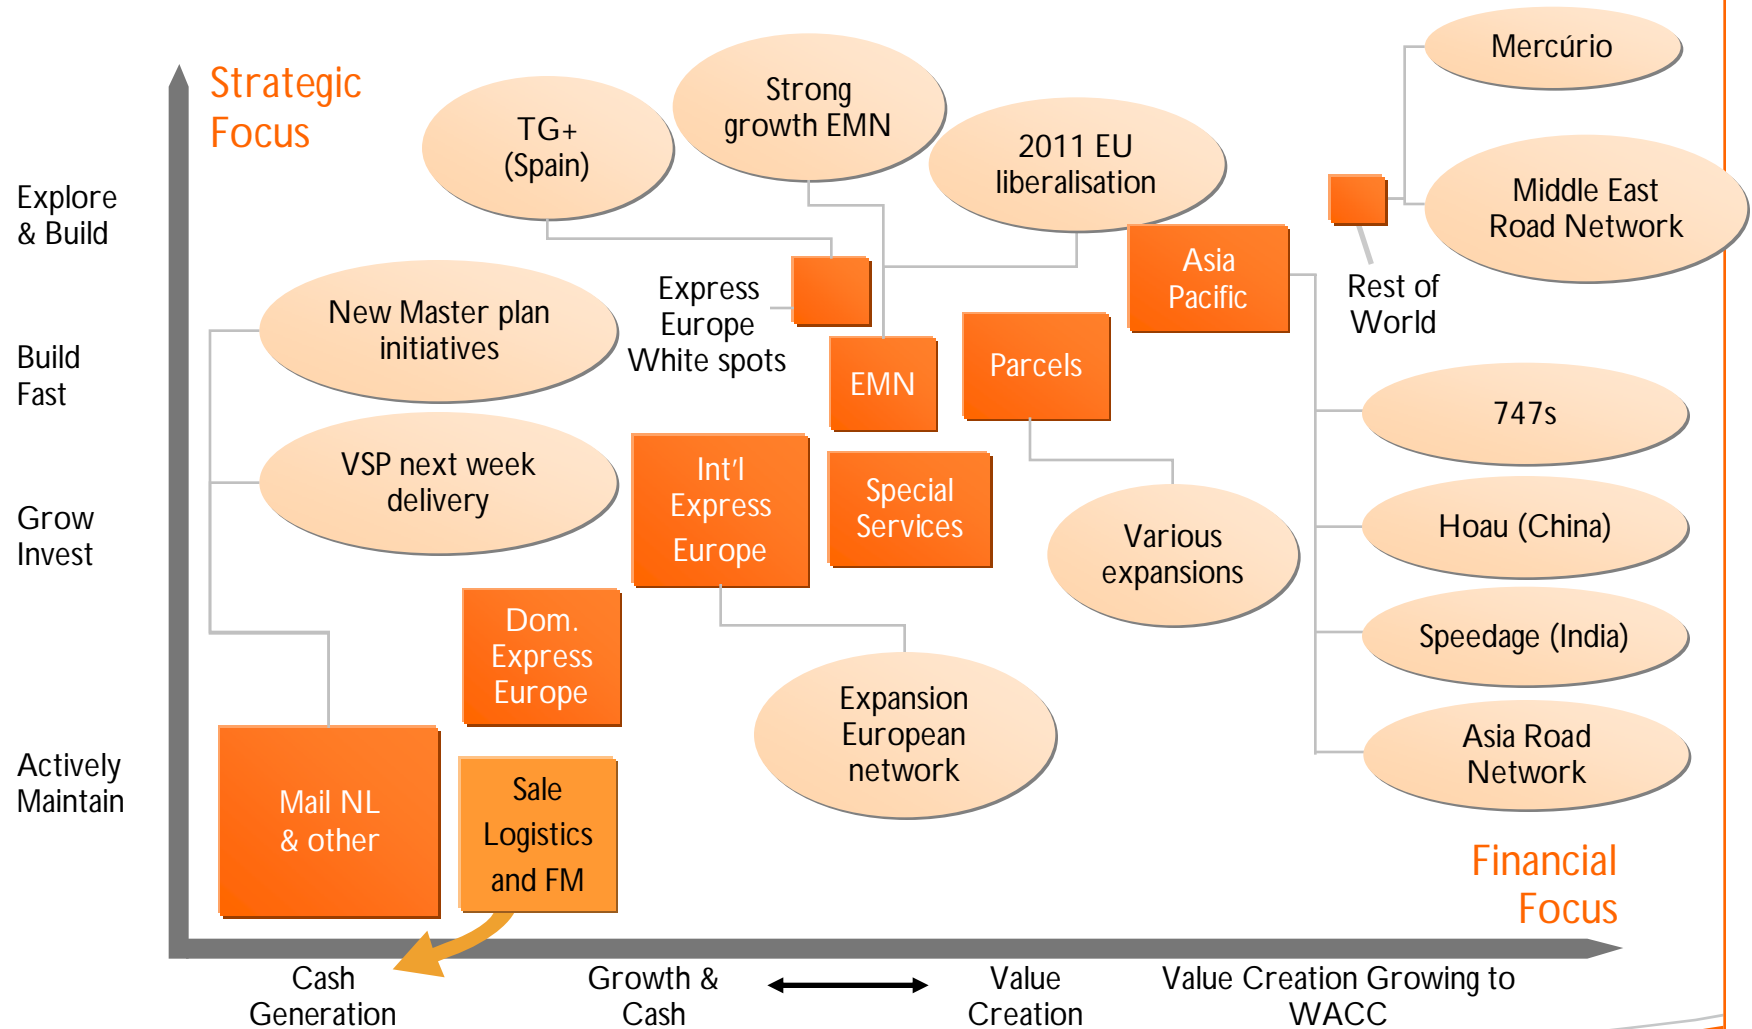 Strategic
Focus
Explore
& Build
Build
Fast
Grow
Invest
Actively
Maintain
TG+
(Spain)
Strong
growth EMN
2011 EU
liberalisation
Mercúrio
Middle East
Road Network
Rest of
World
Asia
Pacific
Express
Europe
White spots
New Master plan
initiatives
VSP next week
delivery
EMN
Parcels
Int'l
Express
Europe
Special
Services
Various
expansions
747s
Hoau (China)
Speedage (India)
Asia Road
Network
Dom.
Express
Europe
Expansion
European
network
Mail NL
& other
Sale
Logistics
and FM
Financial
Focus
Cash
Generation
Growth &
Cash
Value
Creation
Value Creation Growing to
WACC